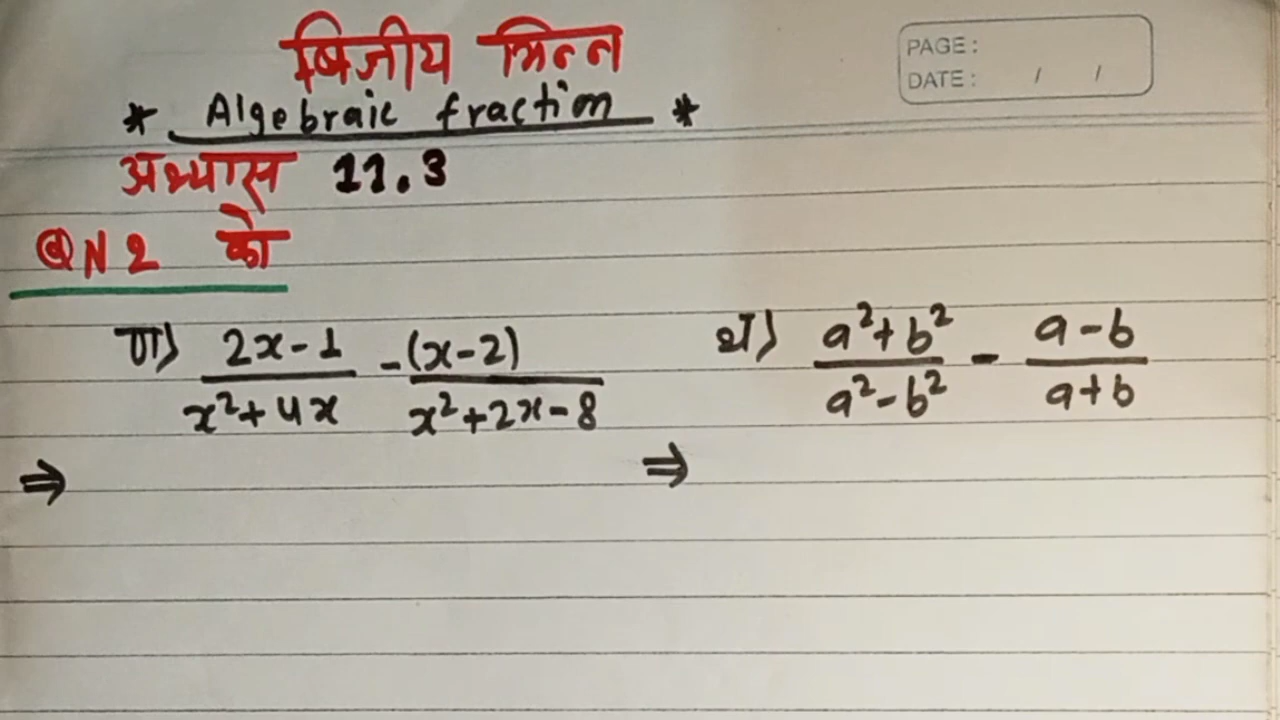 बिजीय भिन्न
* Algebraic fraction *
PAGE :
DATE : / /
अभ्यास 11.3
QN 2 को
ण) 2x-1/x²+4x - (x-2)/x²+2x-8
थ) a²+b²/a²-b² - a-b/a+b
⇒ ⇒